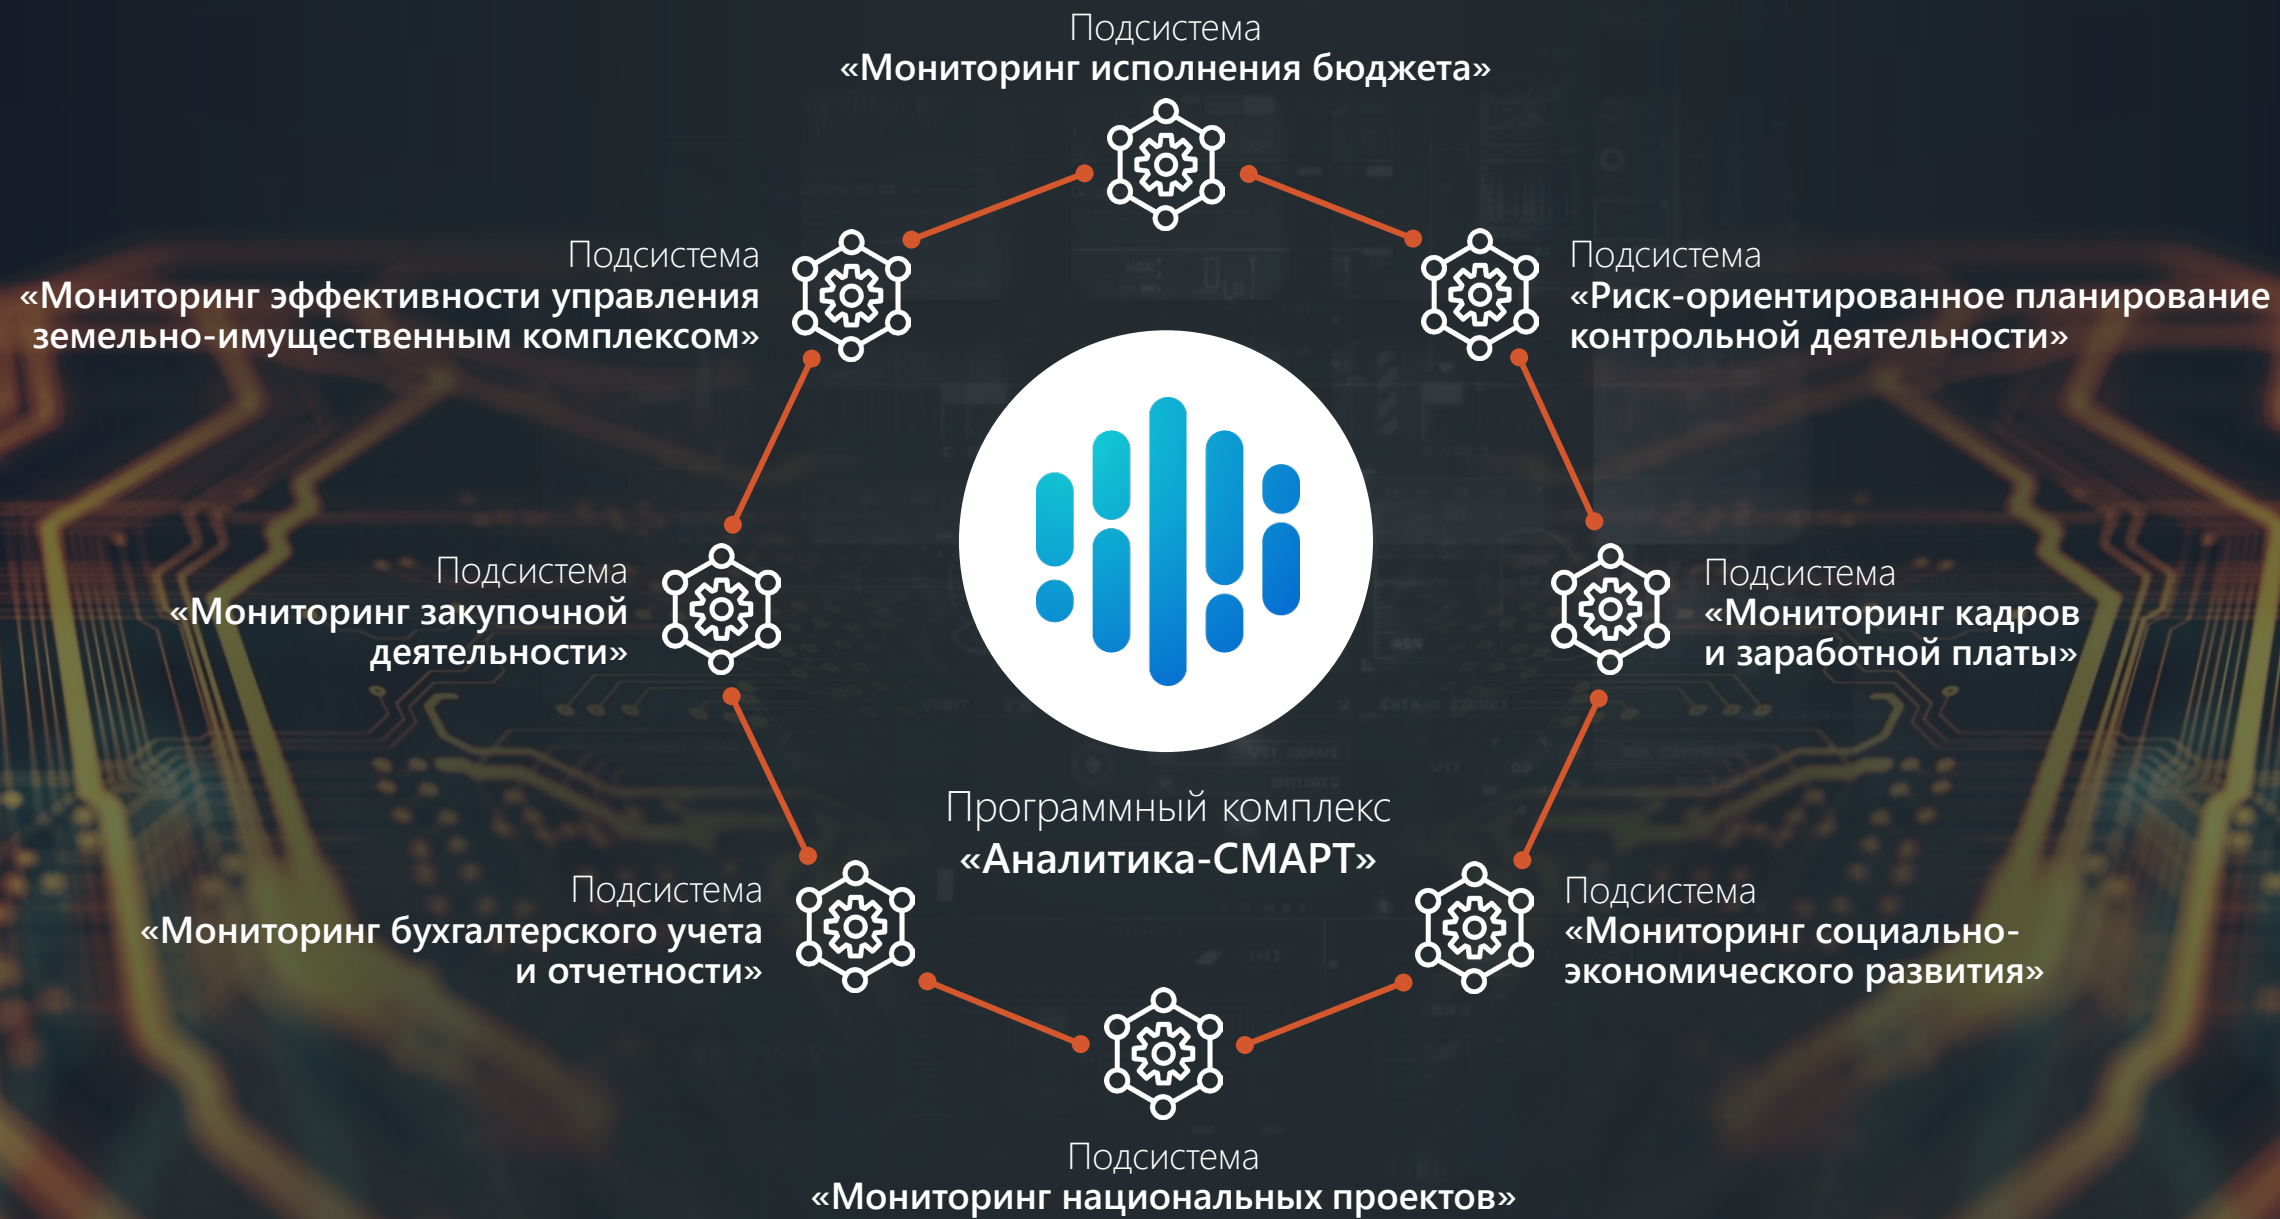 Подсистема
«Мониторинг исполнения бюджета»
Подсистема
«Мониторинг эффективности управления
земельно-имущественным комплексом»
Подсистема
«Риск-ориентированное планирование
контрольной деятельности»
Подсистема
«Мониторинг закупочной
деятельности»
Подсистема
«Мониторинг кадров
и заработной платы»
Программный комплекс
«Аналитика-СМАРТ»
Подсистема
«Мониторинг бухгалтерского учета
и отчетности»
Подсистема
«Мониторинг социально-
экономического развития»
Подсистема
«Мониторинг национальных проектов»